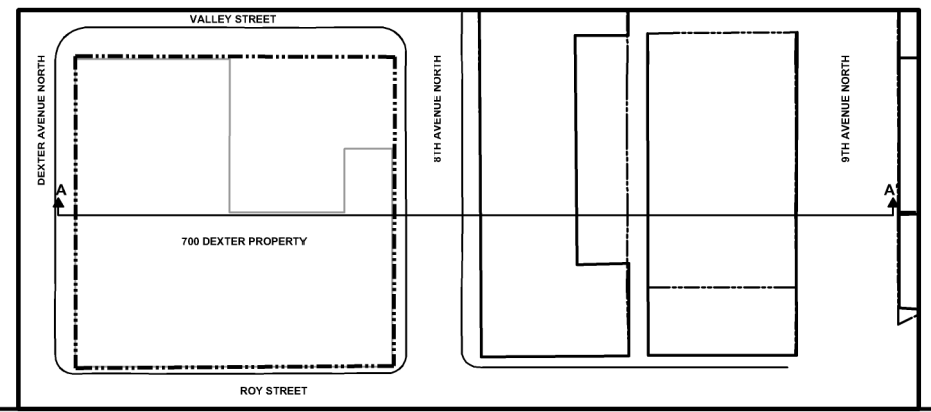 VALLEY STREET
DEXTER AVENUE NORTH
8TH AVENUE NORTH
9TH AVENUE NORTH
A
A'
700 DEXTER PROPERTY
ROY STREET